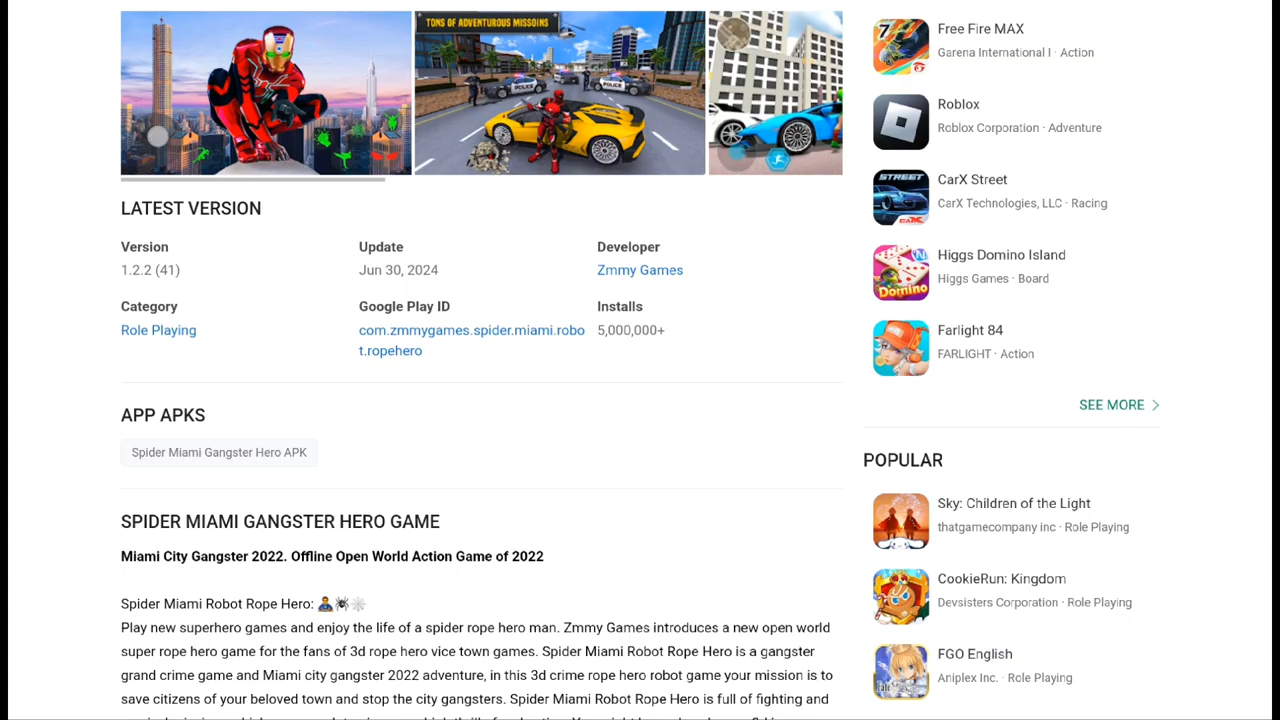 TONS OF ADVENTUROUS MISSOINS
LATEST VERSION
Version
1.2.2 (41)
Update
Jun 30, 2024
Developer
Zmmy Games
Category
Role Playing
Google Play ID
com.zmmygames.spider.miami.robo
t.ropehero
Installs
5,000,000+
APP APKS
Spider Miami Gangster Hero APK
SPIDER MIAMI GANGSTER HERO GAME
Miami City Gangster 2022. Offline Open World Action Game of 2022
Spider Miami Robot Rope Hero: 👮‍♂️🕷🕸
Play new superhero games and enjoy the life of a spider rope hero man. Zmmy Games introduces a new open world
super rope hero game for the fans of 3d rope hero vice town games. Spider Miami Robot Rope Hero is a gangster
grand crime game and Miami city gangster 2022 adventure, in this 3d crime rope hero robot game your mission is to
save citizens of your beloved town and stop the city gangsters. Spider Miami Robot Rope Hero is full of fighting and
Free Fire MAX
Garena International I · Action
Roblox
Roblox Corporation · Adventure
CarX Street
CarX Technologies, LLC · Racing
Higgs Domino Island
Higgs Games · Board
Farlight 84
FARLIGHT · Action
SEE MORE
POPULAR
Sky: Children of the Light
thatgamecompany inc · Role Playing
CookieRun: Kingdom
Devsisters Corporation · Role Playing
FGO English
Aniplex Inc. · Role Playing
POLICE
POLICE
7
STREET
CARX
Domino